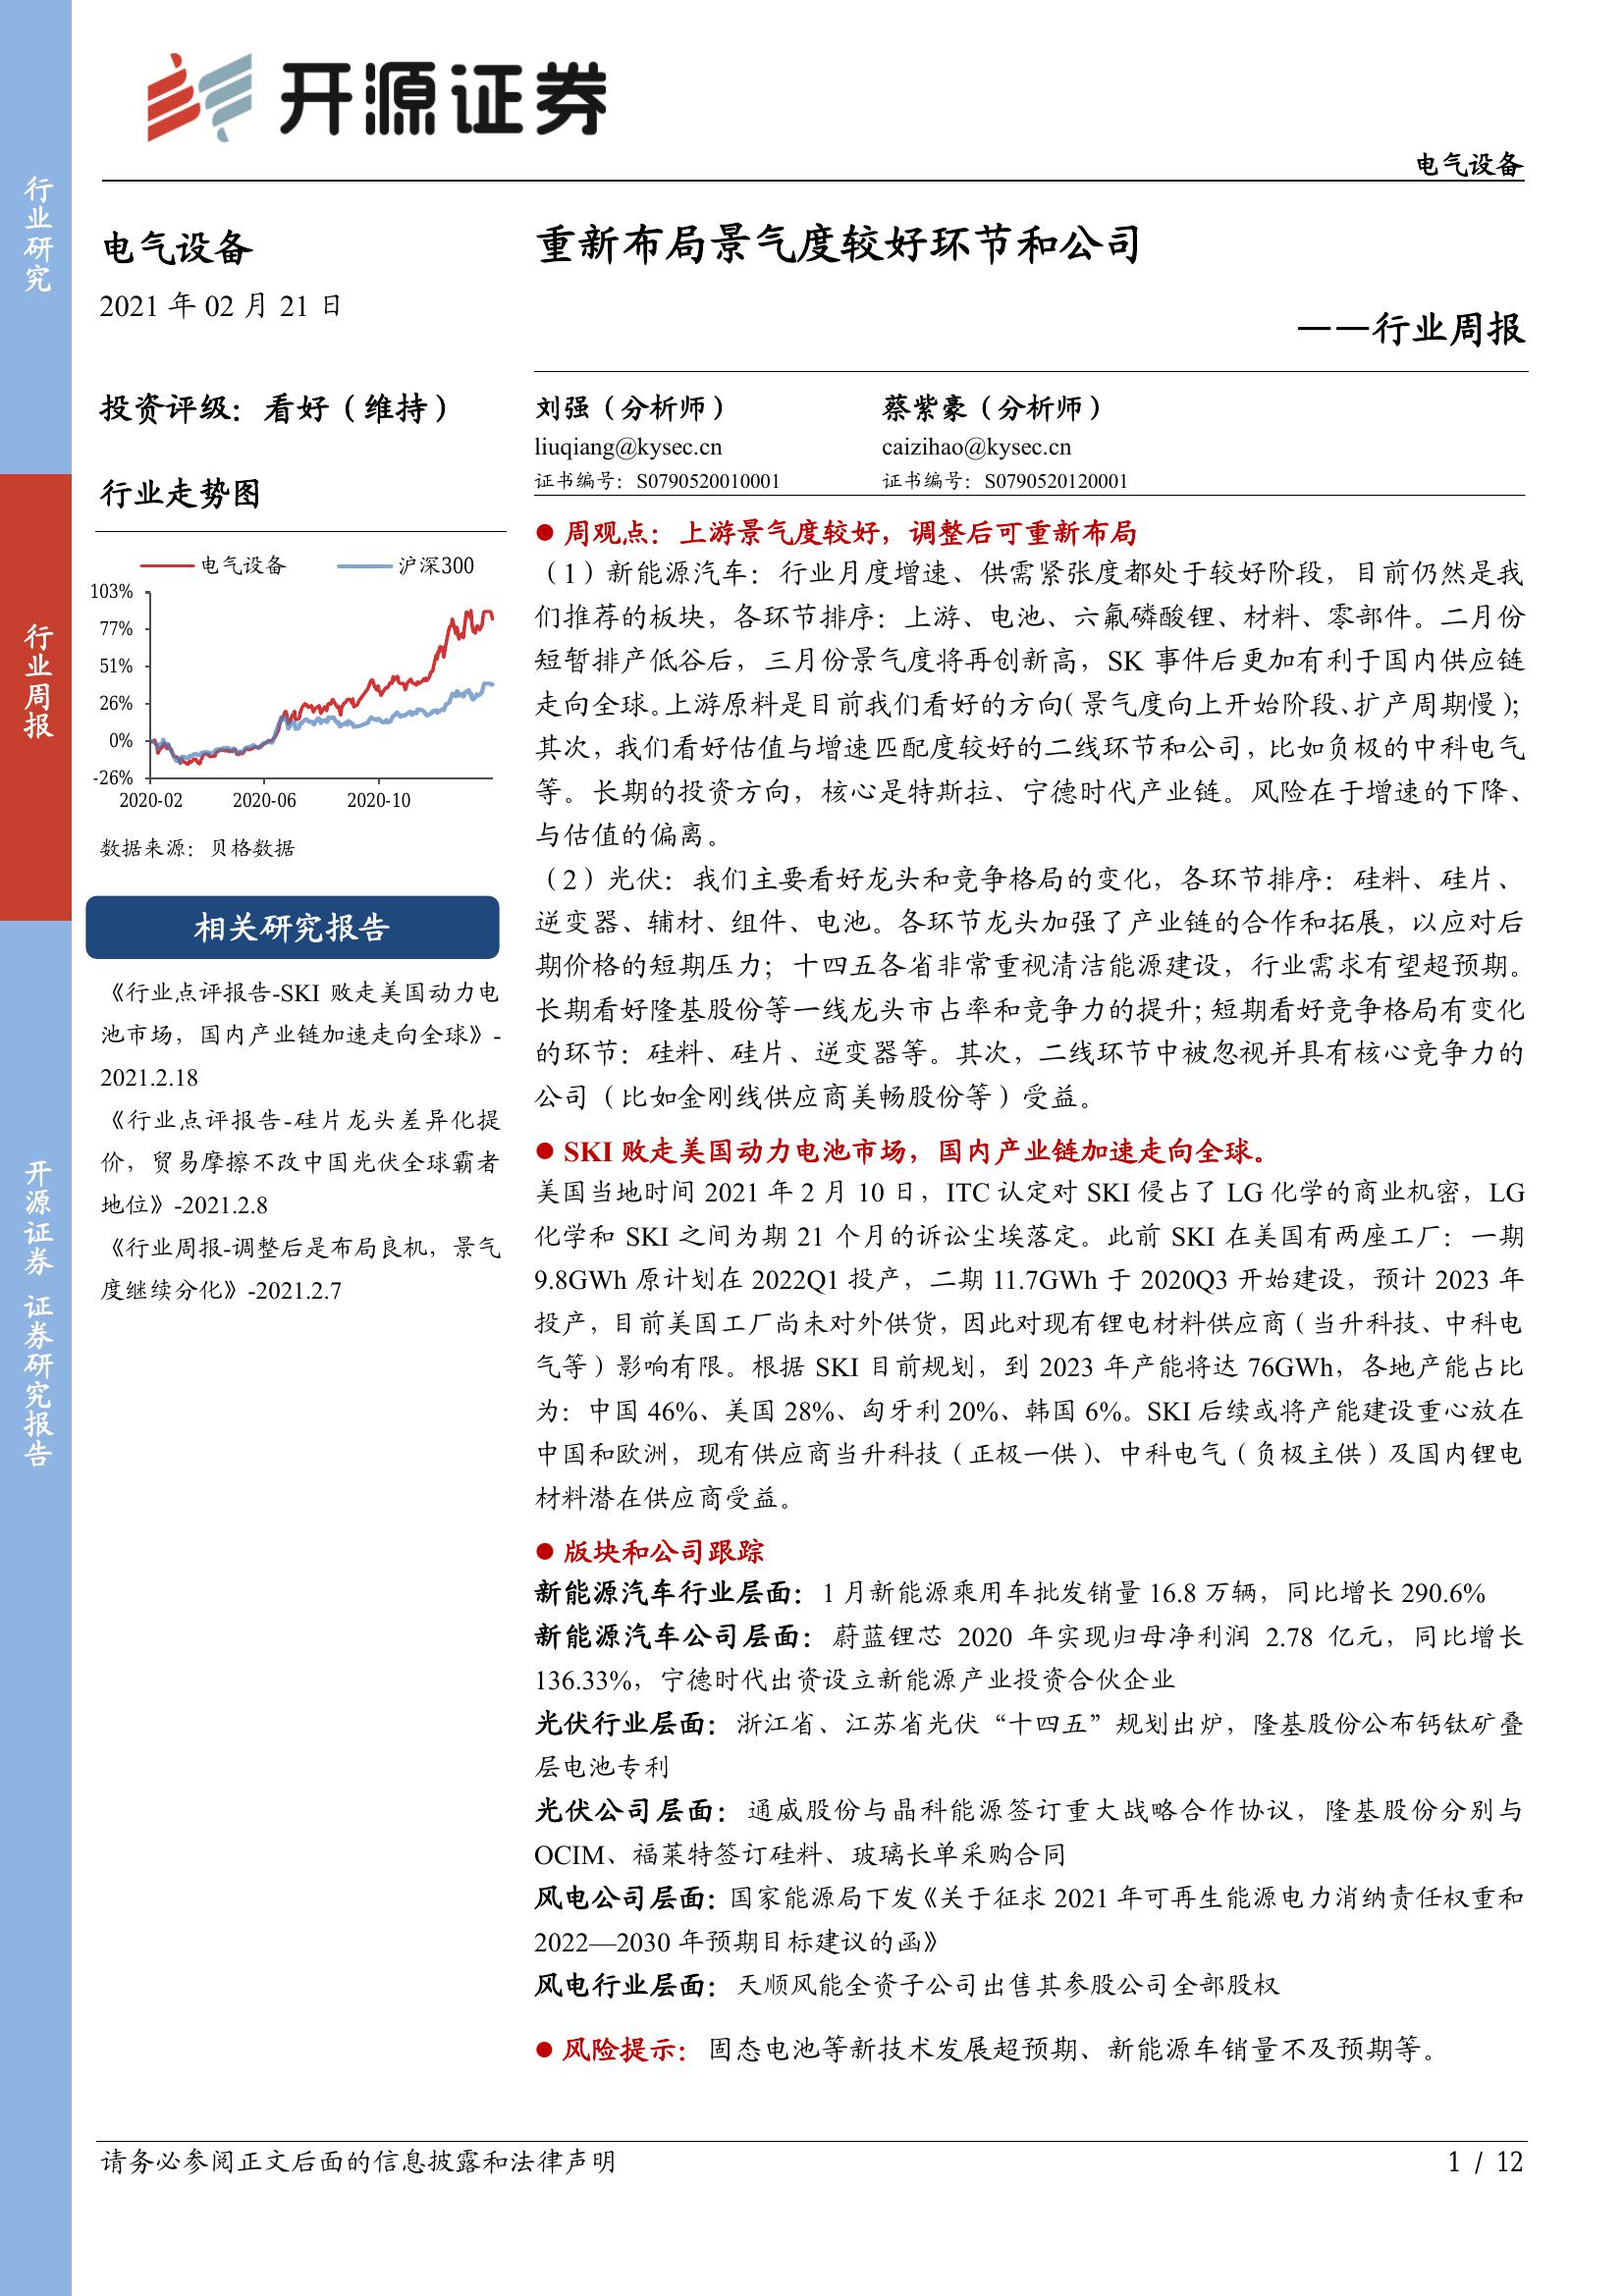 开源证券
电气设备
行业研究
行业周报
开源证券 证券研究报告
电气设备
2021 年 02 月 21 日
投资评级：看好（维持）
行业走势图
电气设备 沪深300
103%
77%
51%
26%
0%
-26%
2020-02 2020-06 2020-10
数据来源：贝格数据
相关研究报告
《行业点评报告-SKI 败走美国动力电
池市场，国内产业链加速走向全球》-
2021.2.18
《行业点评报告-硅片龙头差异化提
价，贸易摩擦不改中国光伏全球霸者
地位》-2021.2.8
《行业周报-调整后是布局良机，景气
度继续分化》-2021.2.7
重新布局景气度较好环节和公司
——行业周报
刘强（分析师） 蔡紫豪（分析师）
liuqiang@kysec.cn caizihao@kysec.cn
证书编号：S0790520010001 证书编号：S0790520120001
● 周观点：上游景气度较好，调整后可重新布局
（1）新能源汽车：行业月度增速、供需紧张度都处于较好阶段，目前仍然是我
们推荐的板块，各环节排序：上游、电池、六氟磷酸锂、材料、零部件。二月份
短暂排产低谷后，三月份景气度将再创新高，SK 事件后更加有利于国内供应链
走向全球。上游原料是目前我们看好的方向（景气度向上开始阶段、扩产周期慢）；
其次，我们看好估值与增速匹配度较好的二线环节和公司，比如负极的中科电气
等。长期的投资方向，核心是特斯拉、宁德时代产业链。风险在于增速的下降、
与估值的偏离。
（2）光伏：我们主要看好龙头和竞争格局的变化，各环节排序：硅料、硅片、
逆变器、辅材、组件、电池。各环节龙头加强了产业链的合作和拓展，以应对后
期价格的短期压力；十四五各省非常重视清洁能源建设，行业需求有望超预期。
长期看好隆基股份等一线龙头市占率和竞争力的提升；短期看好竞争格局有变化
的环节：硅料、硅片、逆变器等。其次，二线环节中被忽视并具有核心竞争力的
公司（比如金刚线供应商美畅股份等）受益。
● SKI 败走美国动力电池市场，国内产业链加速走向全球。
美国当地时间 2021 年 2 月 10 日，ITC 认定对 SKI 侵占了 LG 化学的商业机密，LG
化学和 SKI 之间为期 21 个月的诉讼尘埃落定。此前 SKI 在美国有两座工厂：一期
9.8GWh 原计划在 2022Q1 投产，二期 11.7GWh 于 2020Q3 开始建设，预计 2023 年
投产，目前美国工厂尚未对外供货，因此对现有锂电材料供应商（当升科技、中科电
气等）影响有限。根据 SKI 目前规划，到 2023 年产能将达 76GWh，各地产能占比
为：中国 46%、美国 28%、匈牙利 20%、韩国 6%。SKI 后续或将产能建设重心放在
中国和欧洲，现有供应商当升科技（正极一供）、中科电气（负极主供）及国内锂电
材料潜在供应商受益。
● 版块和公司跟踪
新能源汽车行业层面：1 月新能源乘用车批发销量 16.8 万辆，同比增长 290.6%
新能源汽车公司层面：蔚蓝锂芯 2020 年实现归母净利润 2.78 亿元，同比增长
136.33%，宁德时代出资设立新能源产业投资合伙企业
光伏行业层面：浙江省、江苏省光伏“十四五”规划出炉，隆基股份公布钙钛矿叠
层电池专利
光伏公司层面：通威股份与晶科能源签订重大战略合作协议，隆基股份分别与
OCIM、福莱特签订硅料、玻璃长单采购合同
风电公司层面：国家能源局下发《关于征求 2021 年可再生能源电力消纳责任权重和
2022—2030 年预期目标建议的函》
风电行业层面：天顺风能全资子公司出售其参股公司全部股权
● 风险提示：固态电池等新技术发展超预期、新能源车销量不及预期等。
请务必参阅正文后面的信息披露和法律声明
1 / 12